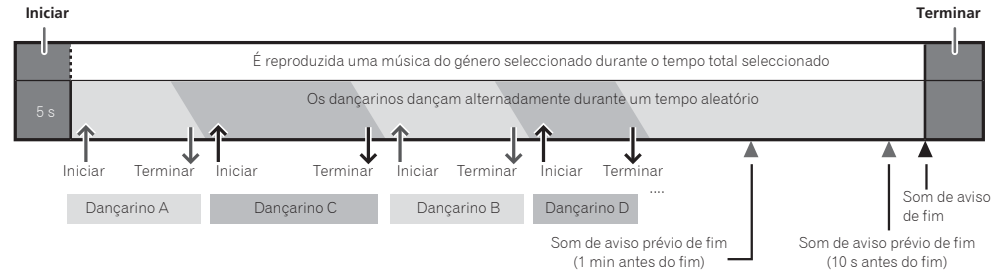 Iniciar
Terminar
É reproduzida uma música do género seleccionado durante o tempo total seleccionado
5 s
Os dançarinos dançam alternadamente durante um tempo aleatório
Iniciar
Terminar
Iniciar
Terminar
Iniciar
Terminar
Iniciar
Terminar
....
Dançarino A
Dançarino C
Dançarino B
Dançarino D
Som de aviso
de fim
Som de aviso prévio de fim
(1 min antes do fim)
Som de aviso prévio de fim
(10 s antes do fim)